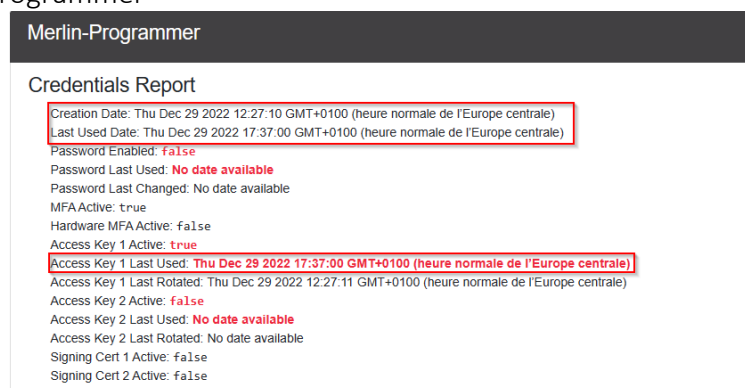 Merlin-Programmer
Credentials Report
Creation Date: Thu Dec 29 2022 12:27:10 GMT+0100 (heure normale de l'Europe centrale)
Last Used Date: Thu Dec 29 2022 17:37:00 GMT+0100 (heure normale de l'Europe centrale)
Password Enabled: false
Password Last Used: No date available
Password Last Changed: No date available
MFA Active: true
Hardware MFA Active: false
Access Key 1 Active: true
Access Key 1 Last Used: Thu Dec 29 2022 17:37:00 GMT+0100 (heure normale de l'Europe centrale)
Access Key 1 Last Rotated: Thu Dec 29 2022 12:27:11 GMT+0100 (heure normale de l'Europe centrale)
Access Key 2 Active: false
Access Key 2 Last Used: No date available
Access Key 2 Last Rotated: No date available
Signing Cert 1 Active: false
Signing Cert 2 Active: false